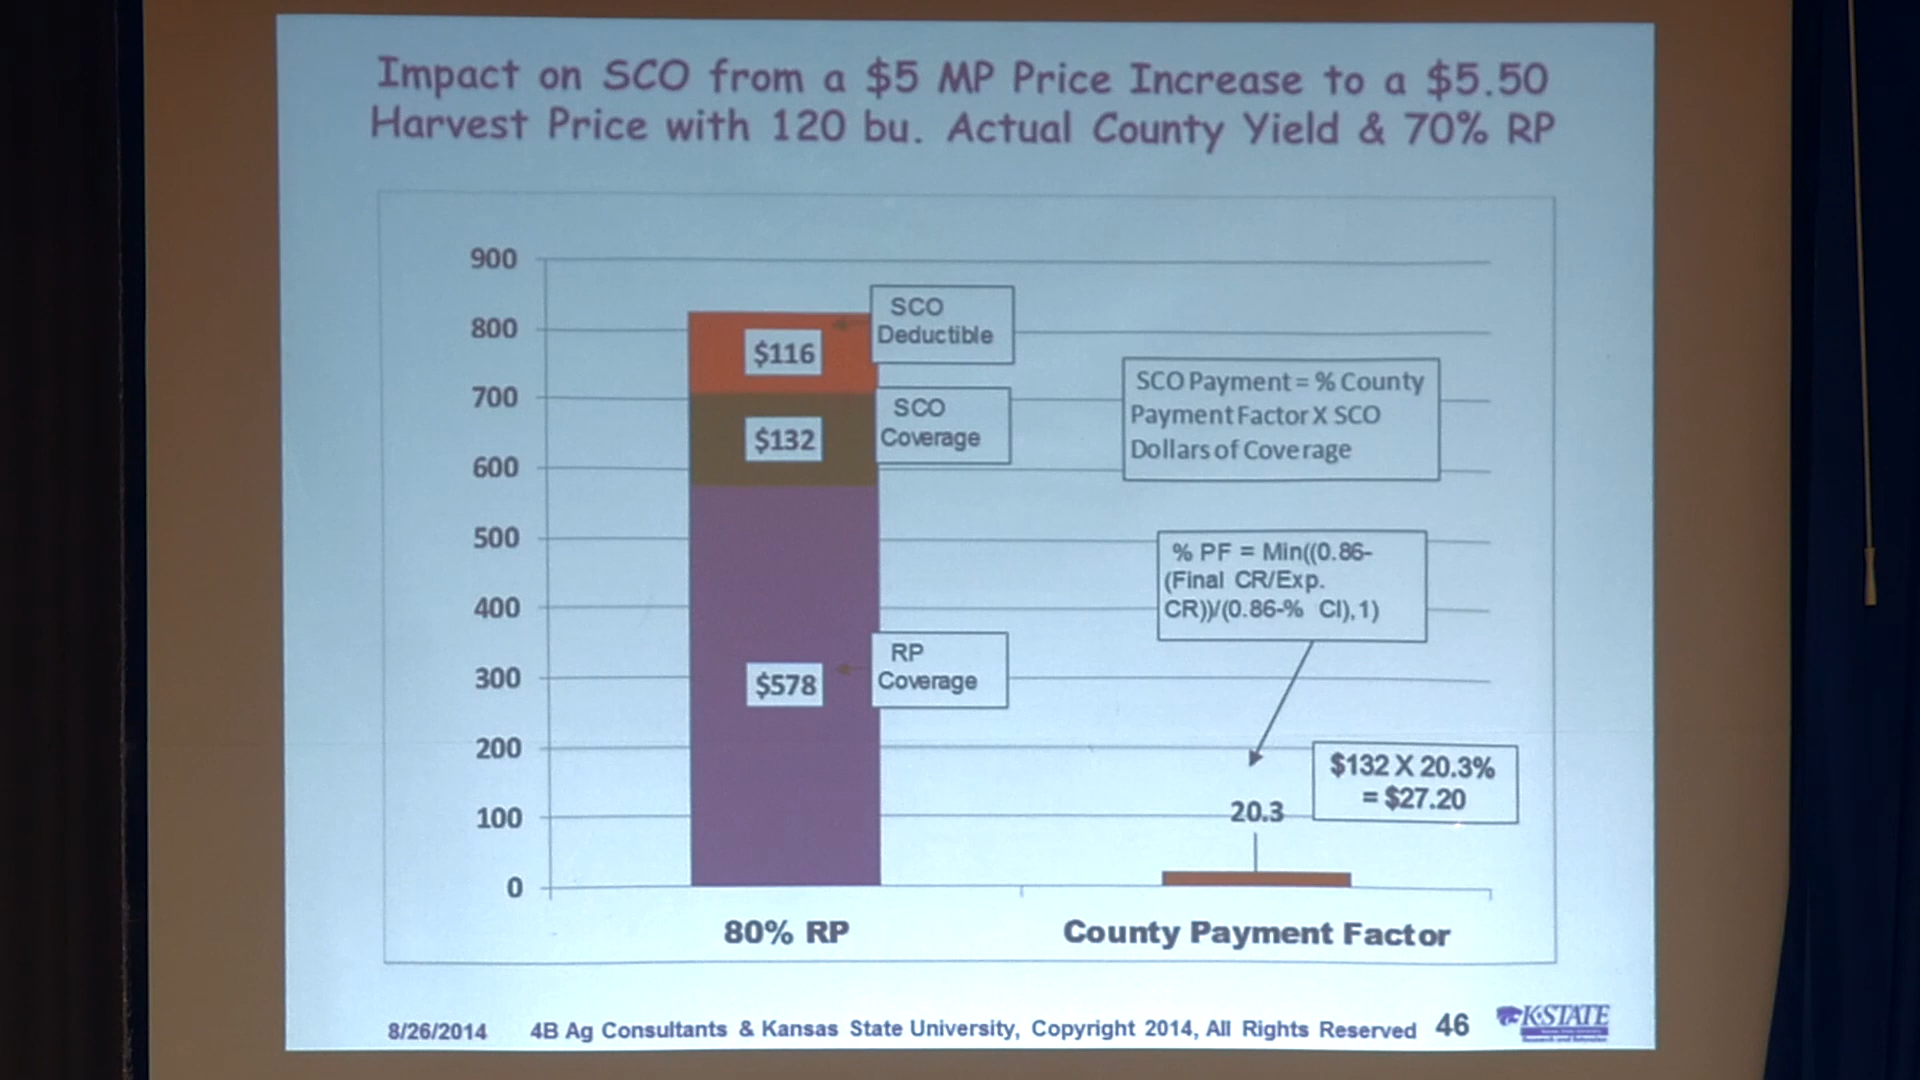 Impact on SCO from a $5 MP Price Increase to a $5.50
Harvest Price with 120 bu. Actual County Yield & 70% RP
900
800
700
600
500
400
300
200
100
0
SCO
Deductible
$116
SCO
Coverage
$132
RP
Coverage
$578
SCO Payment = % County
Payment Factor X SCO
Dollars of Coverage
% PF = Min((0.86-
(Final CR/Exp.
CR))/(0.86-% CI),1)
$132 X 20.3%
= $27.20
20.3
80% RP
County Payment Factor
8/26/2014 4B Ag Consultants & Kansas State University, Copyright 2014, All Rights Reserved 46
K-STATE
Research and Extension